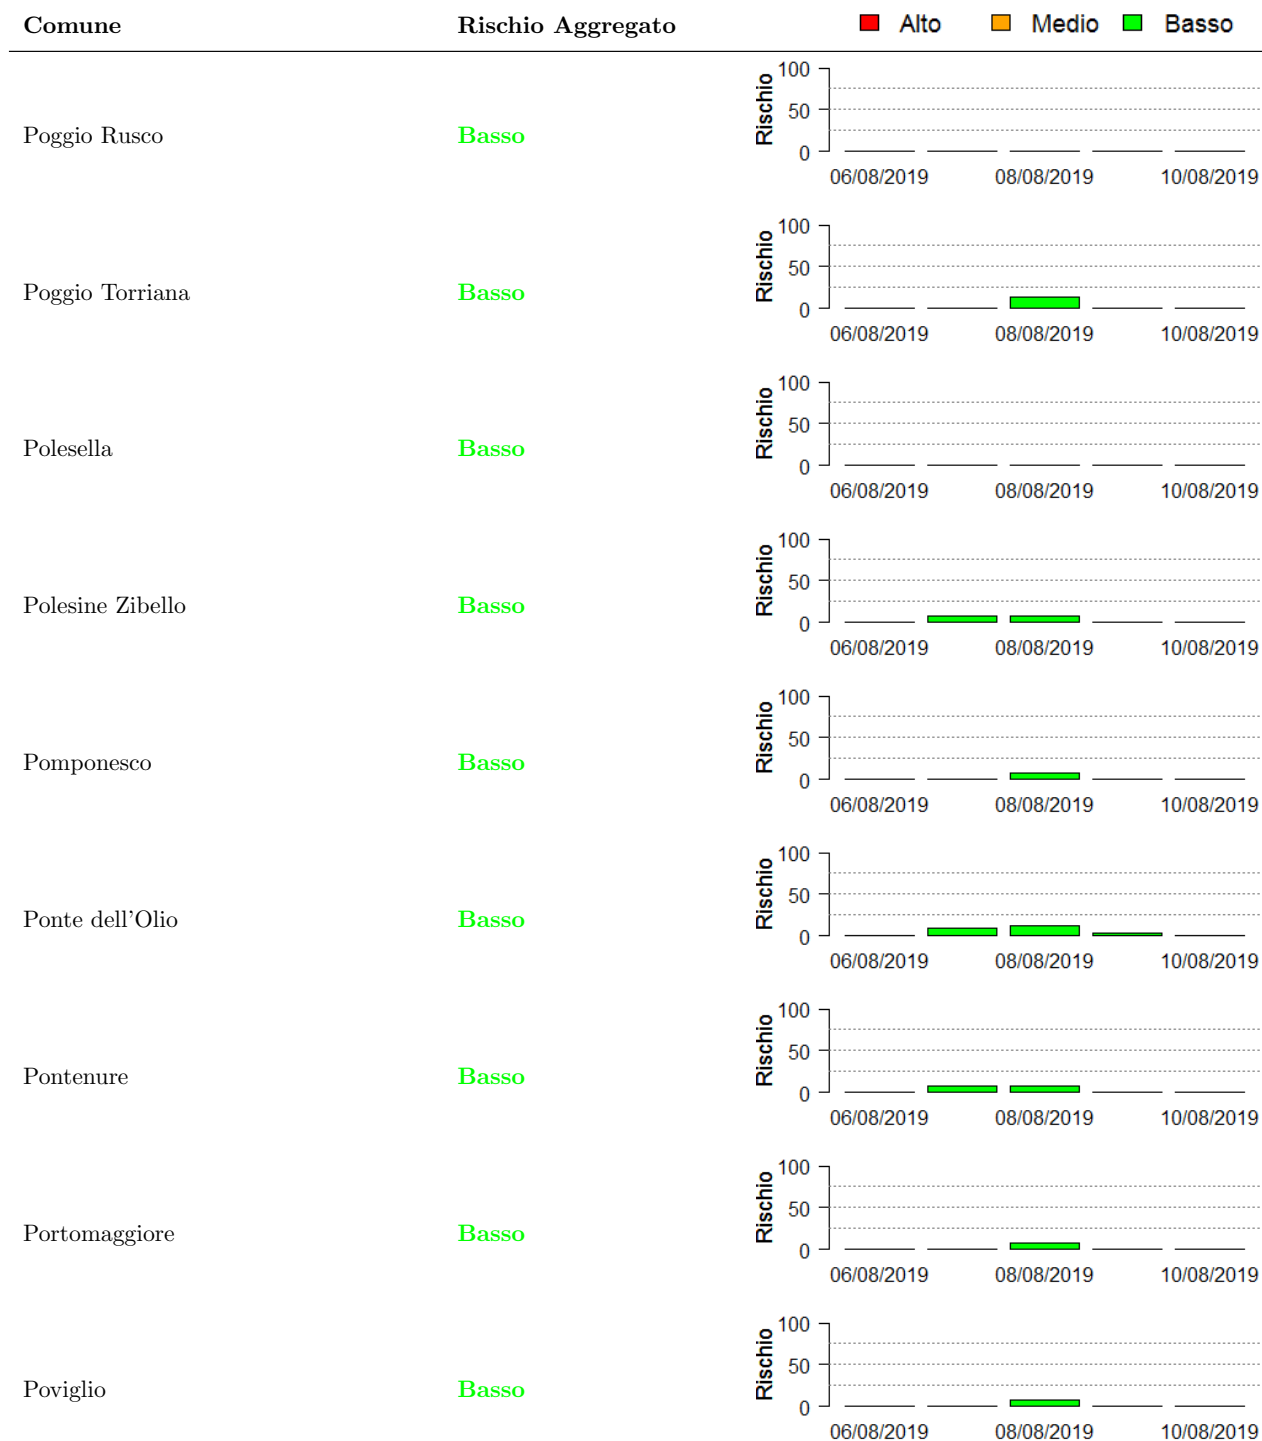 Comune Rischio Aggregato Alto Medio Basso
Poggio Rusco Basso Rischio 100 50 0
06/08/2019 08/08/2019 10/08/2019
Poggio Torriana Basso Rischio 100 50 0
06/08/2019 08/08/2019 10/08/2019
Polesella Basso Rischio 100 50 0
06/08/2019 08/08/2019 10/08/2019
Polesine Zibello Basso Rischio 100 50 0
06/08/2019 08/08/2019 10/08/2019
Pomponesco Basso Rischio 100 50 0
06/08/2019 08/08/2019 10/08/2019
Ponte dell'Olio Basso Rischio 100 50 0
06/08/2019 08/08/2019 10/08/2019
Pontenure Basso Rischio 100 50 0
06/08/2019 08/08/2019 10/08/2019
Portomaggiore Basso Rischio 100 50 0
06/08/2019 08/08/2019 10/08/2019
Poviglio Basso Rischio 100 50 0
06/08/2019 08/08/2019 10/08/2019